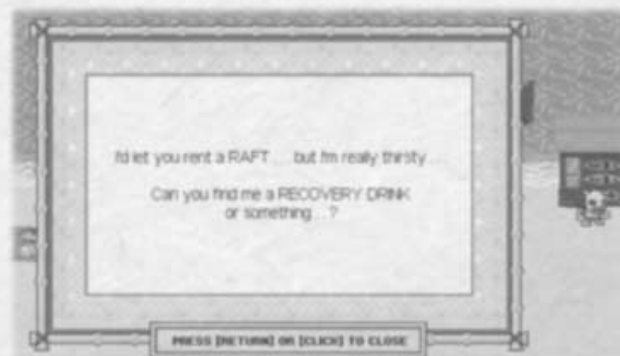 I'd let you rent a RAFT . . . but I'm really thirsty . . .
Can you find me a RECOVERY DRINK
or something . . . ?
PRESS [RETURN] OR [CLICK] TO CLOSE